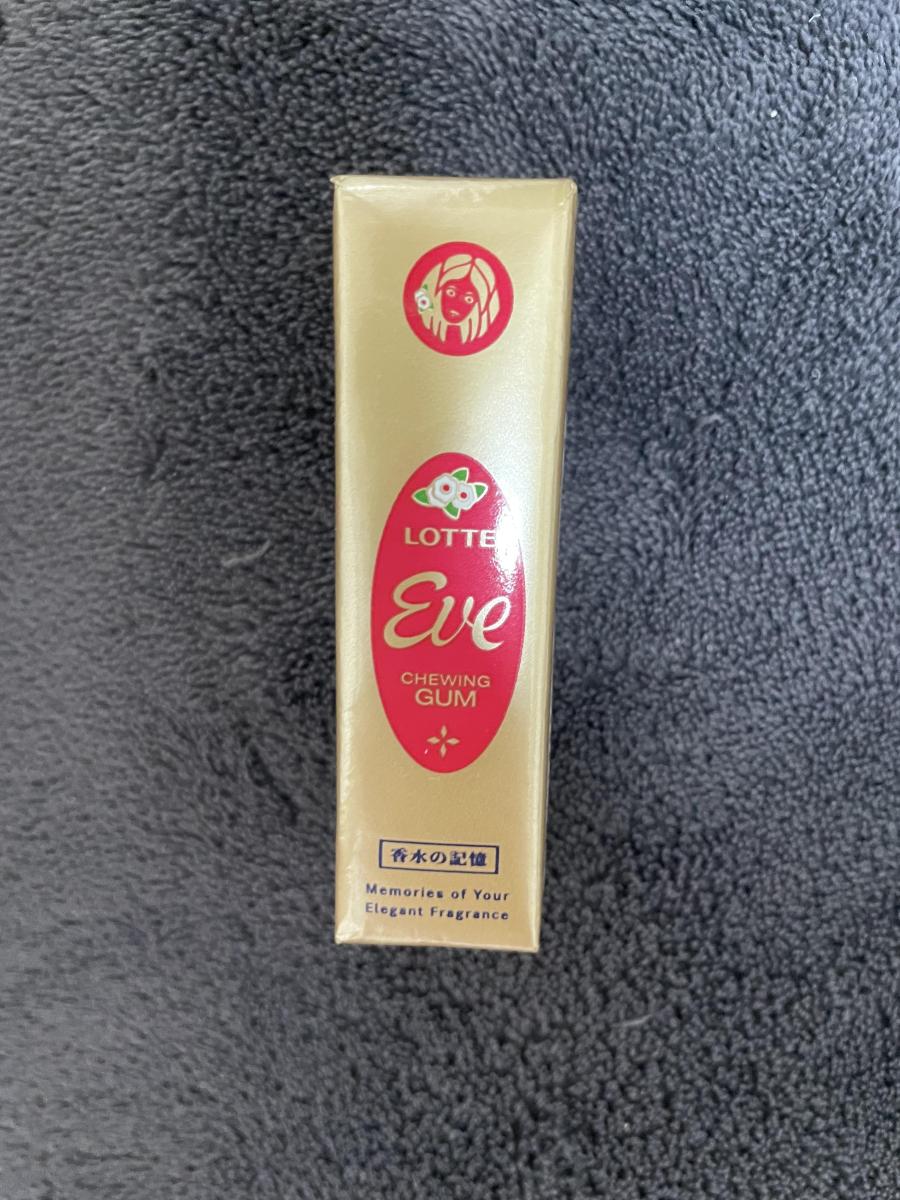 LOTTE
Eve
CHEWING
GUM
香水の記憶
Memories of Your
Elegant Fragrance